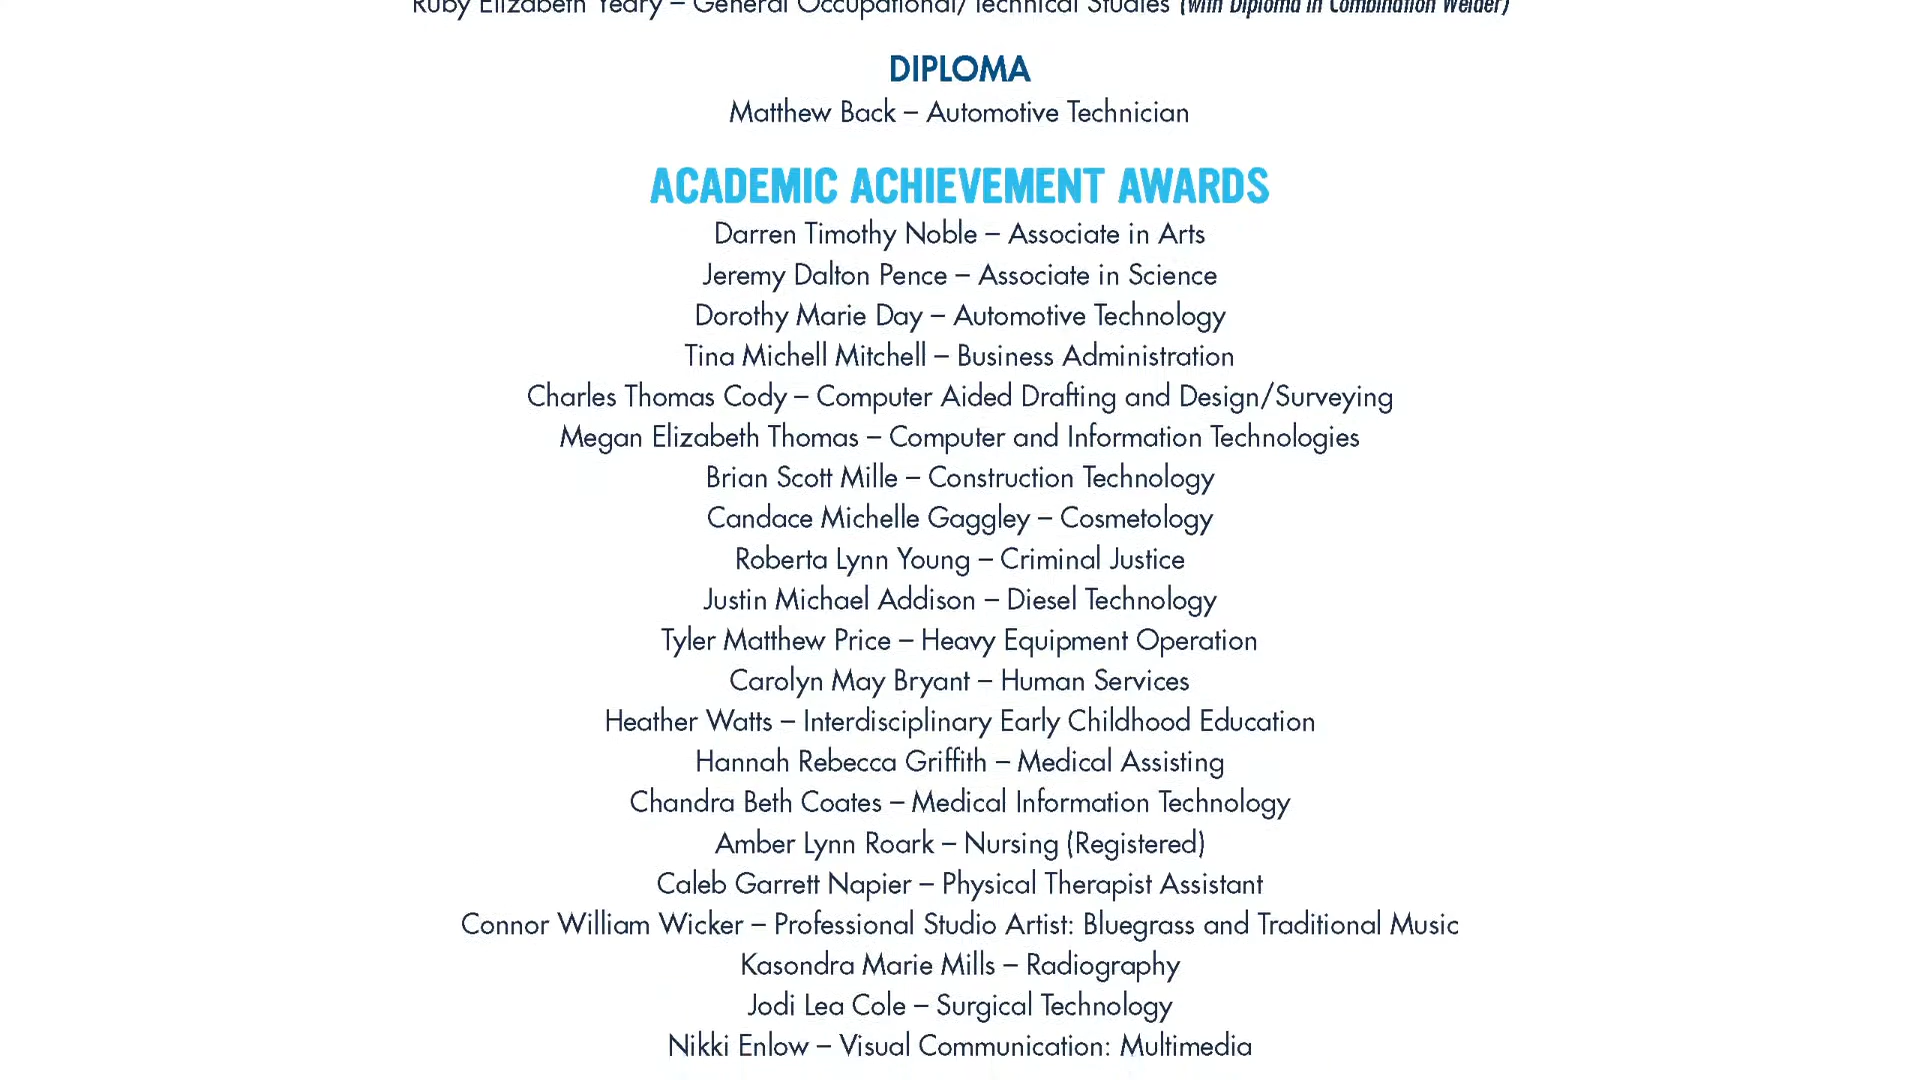 Ruby Elizabeth Yeary – General Occupational/Technical Studies (with Diploma in Combination Welder)
DIPLOMA
Matthew Back – Automotive Technician
ACADEMIC ACHIEVEMENT AWARDS
Darren Timothy Noble – Associate in Arts
Jeremy Dalton Pence – Associate in Science
Dorothy Marie Day – Automotive Technology
Tina Michell Mitchell – Business Administration
Charles Thomas Cody – Computer Aided Drafting and Design/Surveying
Megan Elizabeth Thomas – Computer and Information Technologies
Brian Scott Mille – Construction Technology
Candace Michelle Gaggley – Cosmetology
Roberta Lynn Young – Criminal Justice
Justin Michael Addison – Diesel Technology
Tyler Matthew Price – Heavy Equipment Operation
Carolyn May Bryant – Human Services
Heather Watts – Interdisciplinary Early Childhood Education
Hannah Rebecca Griffith – Medical Assisting
Chandra Beth Coates – Medical Information Technology
Amber Lynn Roark – Nursing (Registered)
Caleb Garrett Napier – Physical Therapist Assistant
Connor William Wicker – Professional Studio Artist: Bluegrass and Traditional Music
Kasondra Marie Mills – Radiography
Jodi Lea Cole – Surgical Technology
Nikki Enlow – Visual Communication: Multimedia